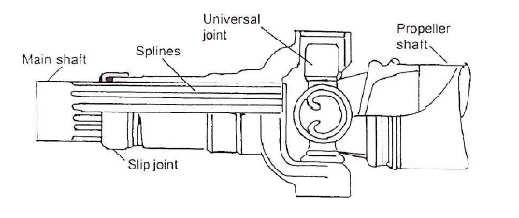 Universal
joint
Propeller
shaft
Splines
Main shaft
Slip joint